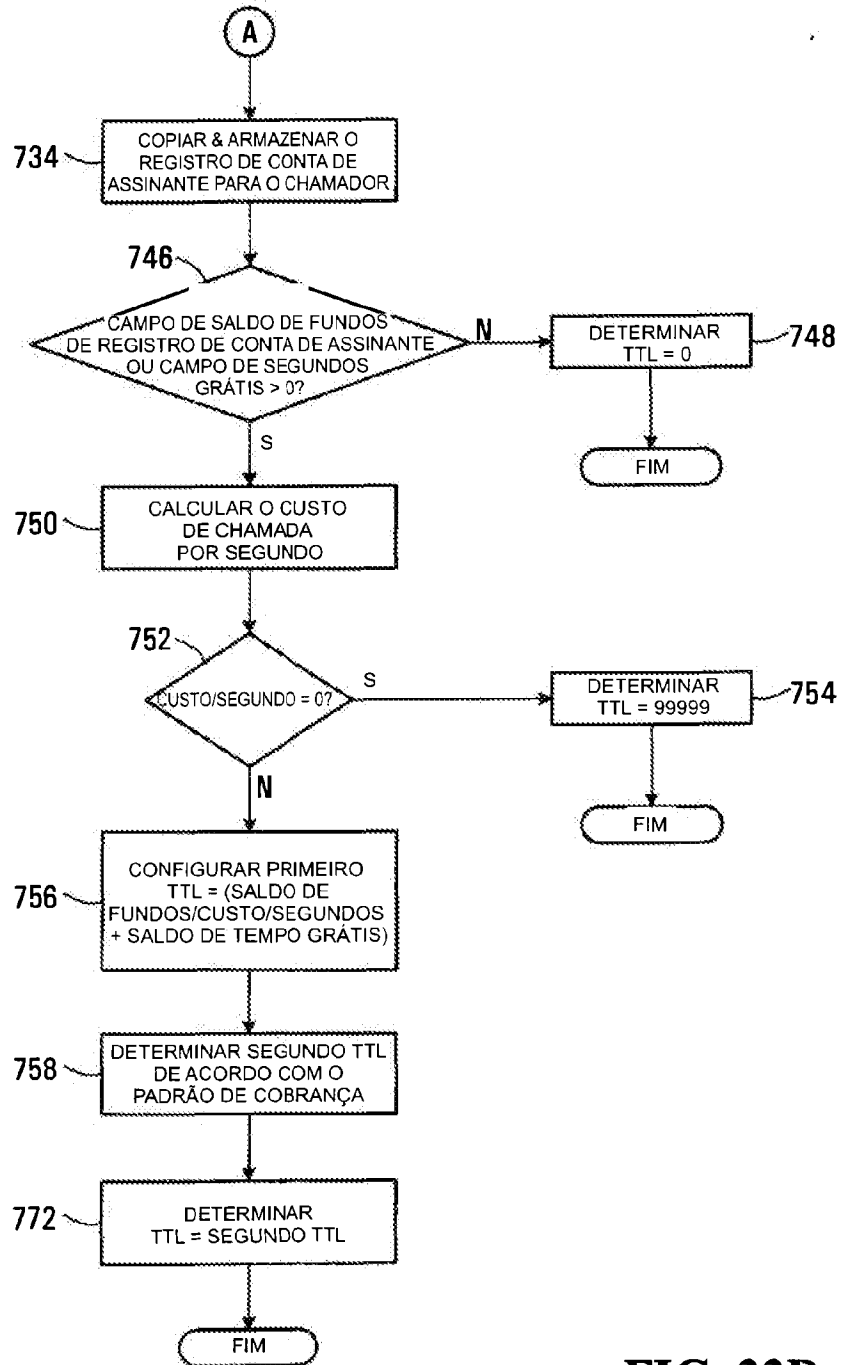 A
734
COPIAR & ARMAZENAR O
REGISTRO DE CONTA DE
ASSINANTE PARA O CHAMADOR
746
CAMPO DE SALDO DE FUNDOS
DE REGISTRO DE CONTA DE ASSINANTE
OU CAMPO DE SEGUNDOS
GRÁTIS > 0?
N
DETERMINAR
TTL = 0
748
FIM
S
750
CALCULAR O CUSTO
DE CHAMADA
POR SEGUNDO
752
CUSTO/SEGUNDO = 0?
S
DETERMINAR
TTL = 99999
754
FIM
N
756
CONFIGURAR PRIMEIRO
TTL = (SALDO DE
FUNDOS/CUSTO/SEGUNDOS
+ SALDO DE TEMPO GRÁTIS)
758
DETERMINAR SEGUNDO TTL
DE ACORDO COM O
PADRÃO DE COBRANÇA
772
DETERMINAR
TTL = SEGUNDO TTL
FIM